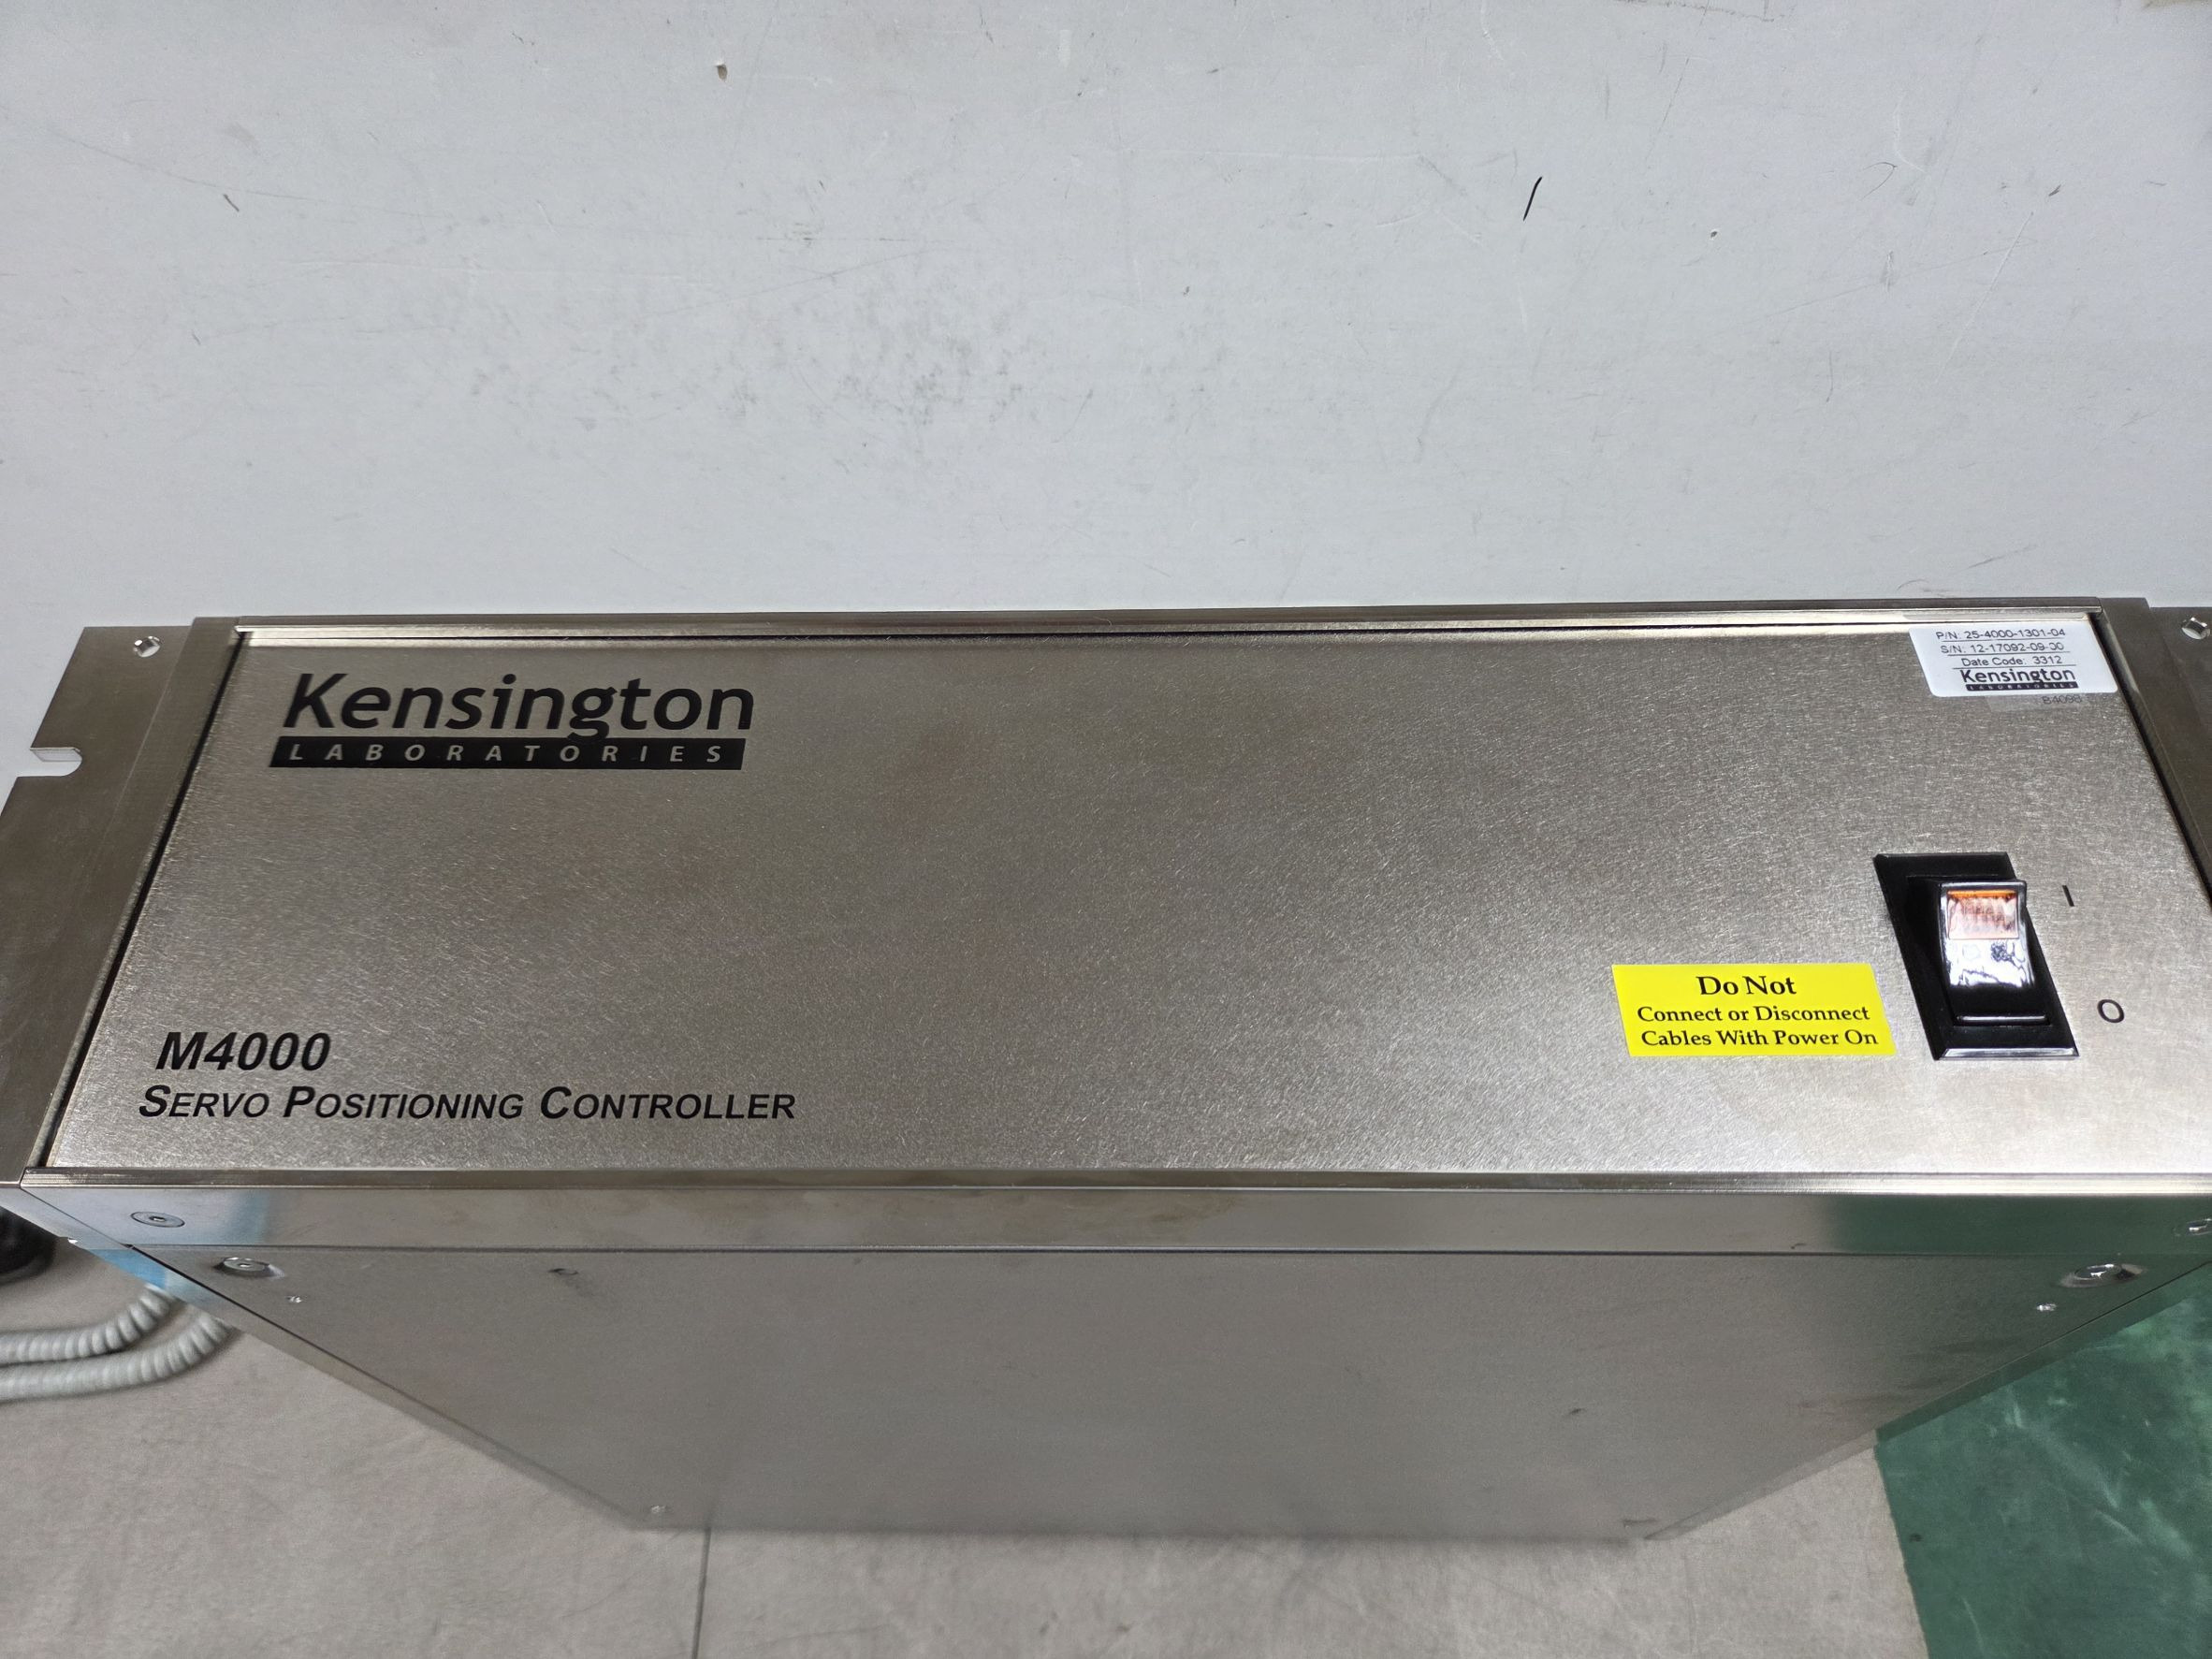 P/N: 25-4000-1301-04
S/N: 12-17092-09-30
Date Code: 3312
Kensington
LABORATORIES
Kensington
LABORATORIES
I
Do Not
Connect or Disconnect
Cables With Power On
O
M4000
SERVO POSITIONING CONTROLLER